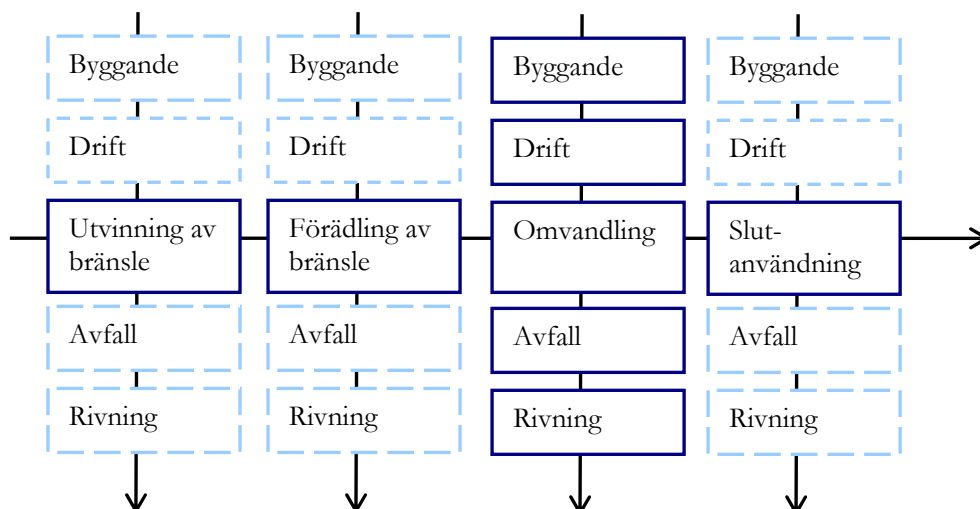 Byggande
Byggande
Byggande
Byggande
Drift
Drift
Drift
Drift
Utvinning av
bränsle
Förädling av
bränsle
Omvandling
Slut-
användning
Avfall
Avfall
Avfall
Avfall
Rivning
Rivning
Rivning
Rivning